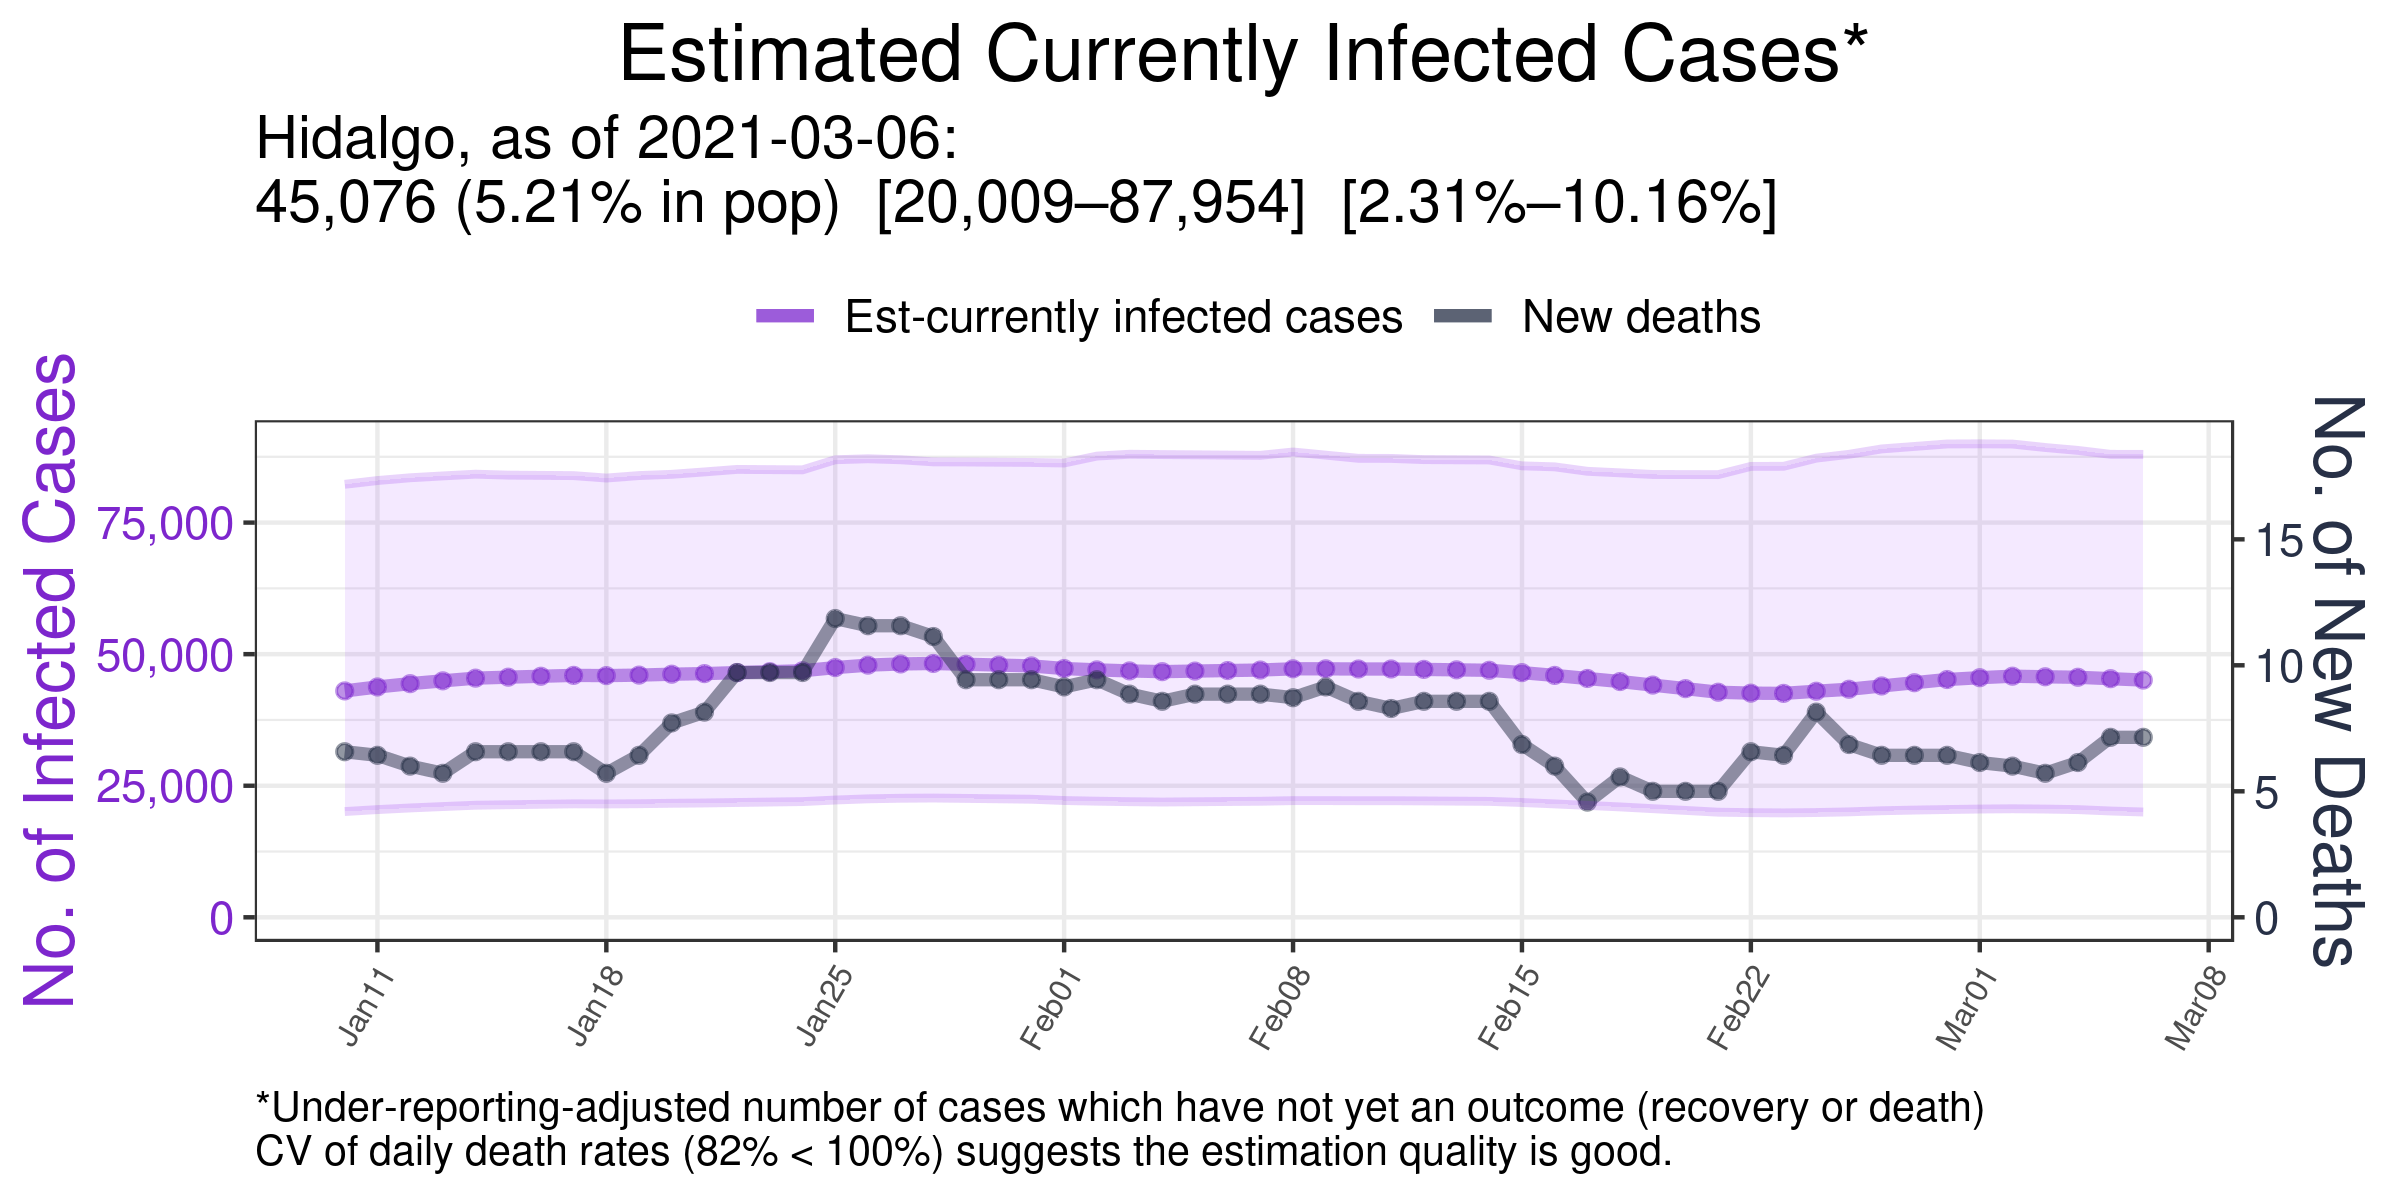 Estimated Currently Infected Cases*
Hidalgo, as of 2021-03-06:
45,076 (5.21% in pop)  [20,009–87,954]  [2.31%–10.16%]
Est-currently infected cases
New deaths
No. of Infected Cases
75,000
50,000
25,000
0
15
10
5
0
No. of New Deaths
Jan11
Jan18
Jan25
Feb01
Feb08
Feb15
Feb22
Mar01
Mar08
*Under-reporting-adjusted number of cases which have not yet an outcome (recovery or death)
CV of daily death rates (82% < 100%) suggests the estimation quality is good.